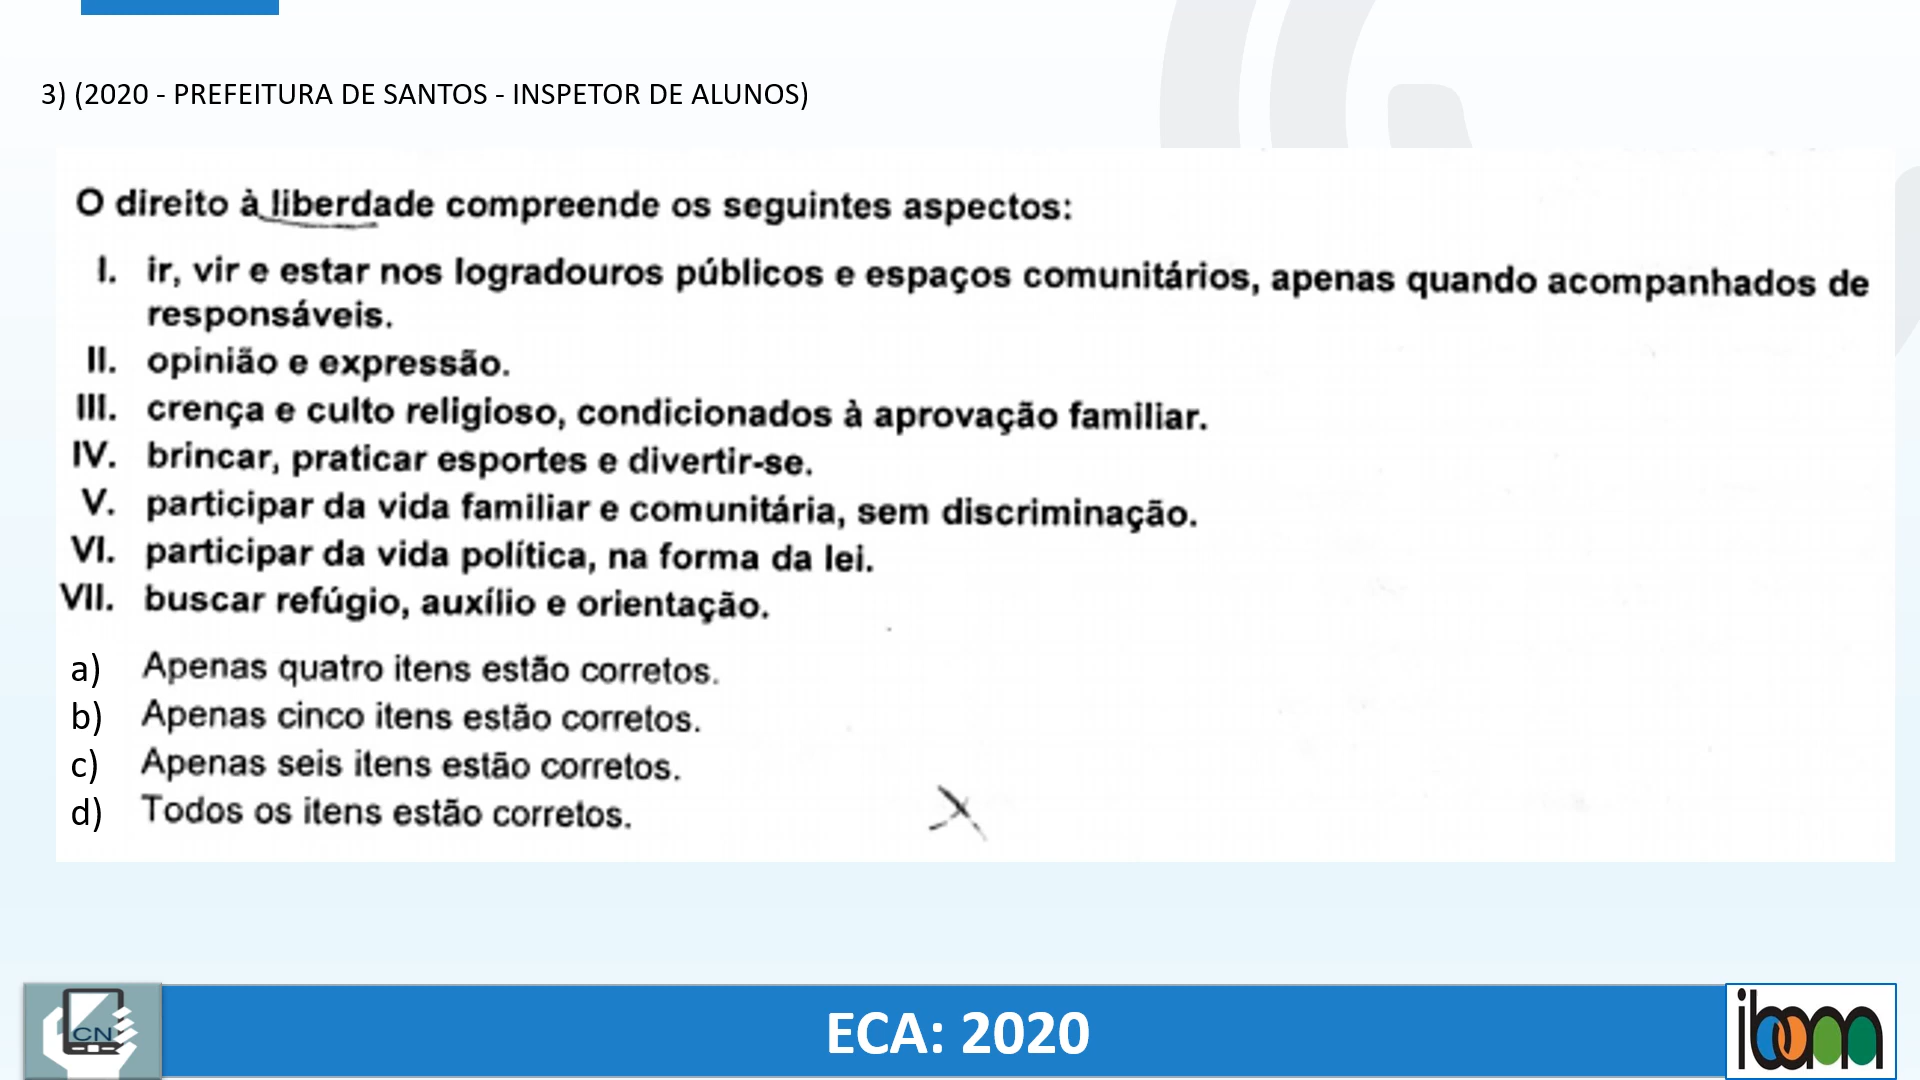 3) (2020 - PREFEITURA DE SANTOS - INSPETOR DE ALUNOS)
O direito à liberdade compreende os seguintes aspectos:
I. ir, vir e estar nos logradouros públicos e espaços comunitários, apenas quando acompanhados de
responsáveis.
II. opinião e expressão.
III. crença e culto religioso, condicionados à aprovação familiar.
IV. brincar, praticar esportes e divertir-se.
V. participar da vida familiar e comunitária, sem discriminação.
VI. participar da vida política, na forma da lei.
VII. buscar refúgio, auxílio e orientação.
a) Apenas quatro itens estão corretos.
b) Apenas cinco itens estão corretos.
c) Apenas seis itens estão corretos.
d) Todos os itens estão corretos.
CN
ECA: 2020
ibam